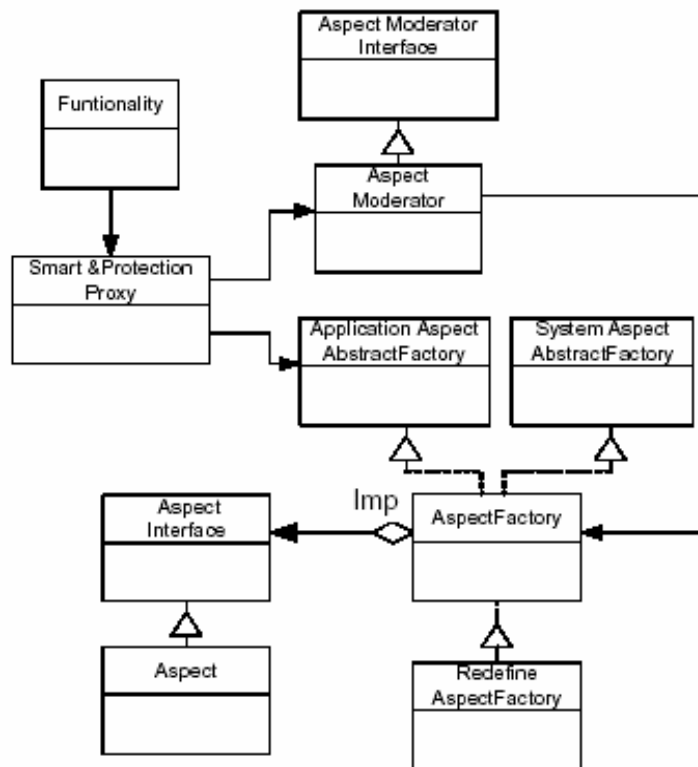 Aspect Moderator
Interface
Funtionality
Aspect
Moderator
Smart &Protection
Proxy
Application Aspect
AbstractFactory
System Aspect
AbstractFactory
Imp
Aspect
Interface
AspectFactory
Aspect
Redefine
AspectFactory